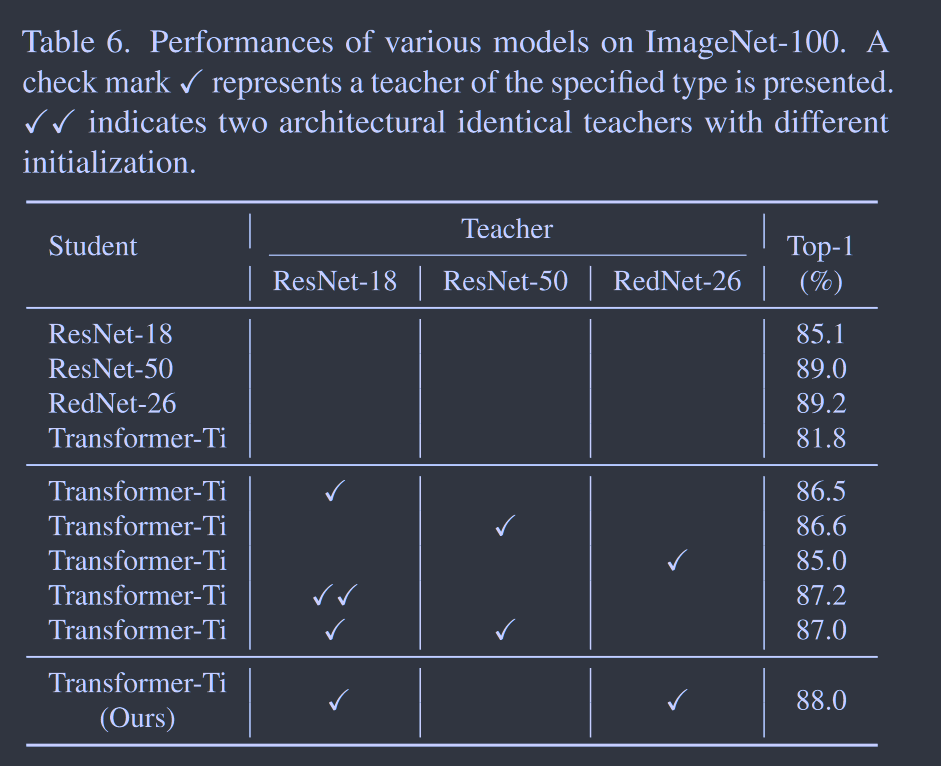 Table 6. Performances of various models on ImageNet-100. A
check mark ✓ represents a teacher of the specified type is presented.
✓✓ indicates two architectural identical teachers with different
initialization.
Student
Teacher
Top-1
(%)
ResNet-18 ResNet-50 RedNet-26
ResNet-18 85.1
ResNet-50 89.0
RedNet-26 89.2
Transformer-Ti 81.8
Transformer-Ti ✓ 86.5
Transformer-Ti ✓ 86.6
Transformer-Ti ✓ 85.0
Transformer-Ti ✓✓ 87.2
Transformer-Ti ✓ ✓ 87.0
Transformer-Ti
(Ours) ✓ ✓ 88.0